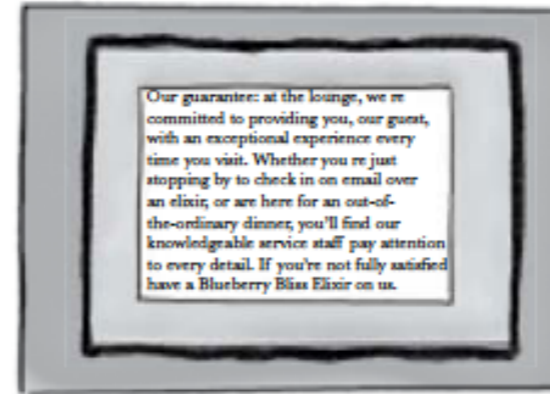 Our guarantee: at the lounge, we re
committed to providing you, our guest,
with an exceptional experience every
time you visit. Whether you re just
stopping by to check in on email over
an elixir, or are here for an out-of-
the-ordinary dinner, you'll find our
knowledgeable service staff pay attention
to every detail. If you're not fully satisfied
have a Blueberry Bliss Elixir on us.